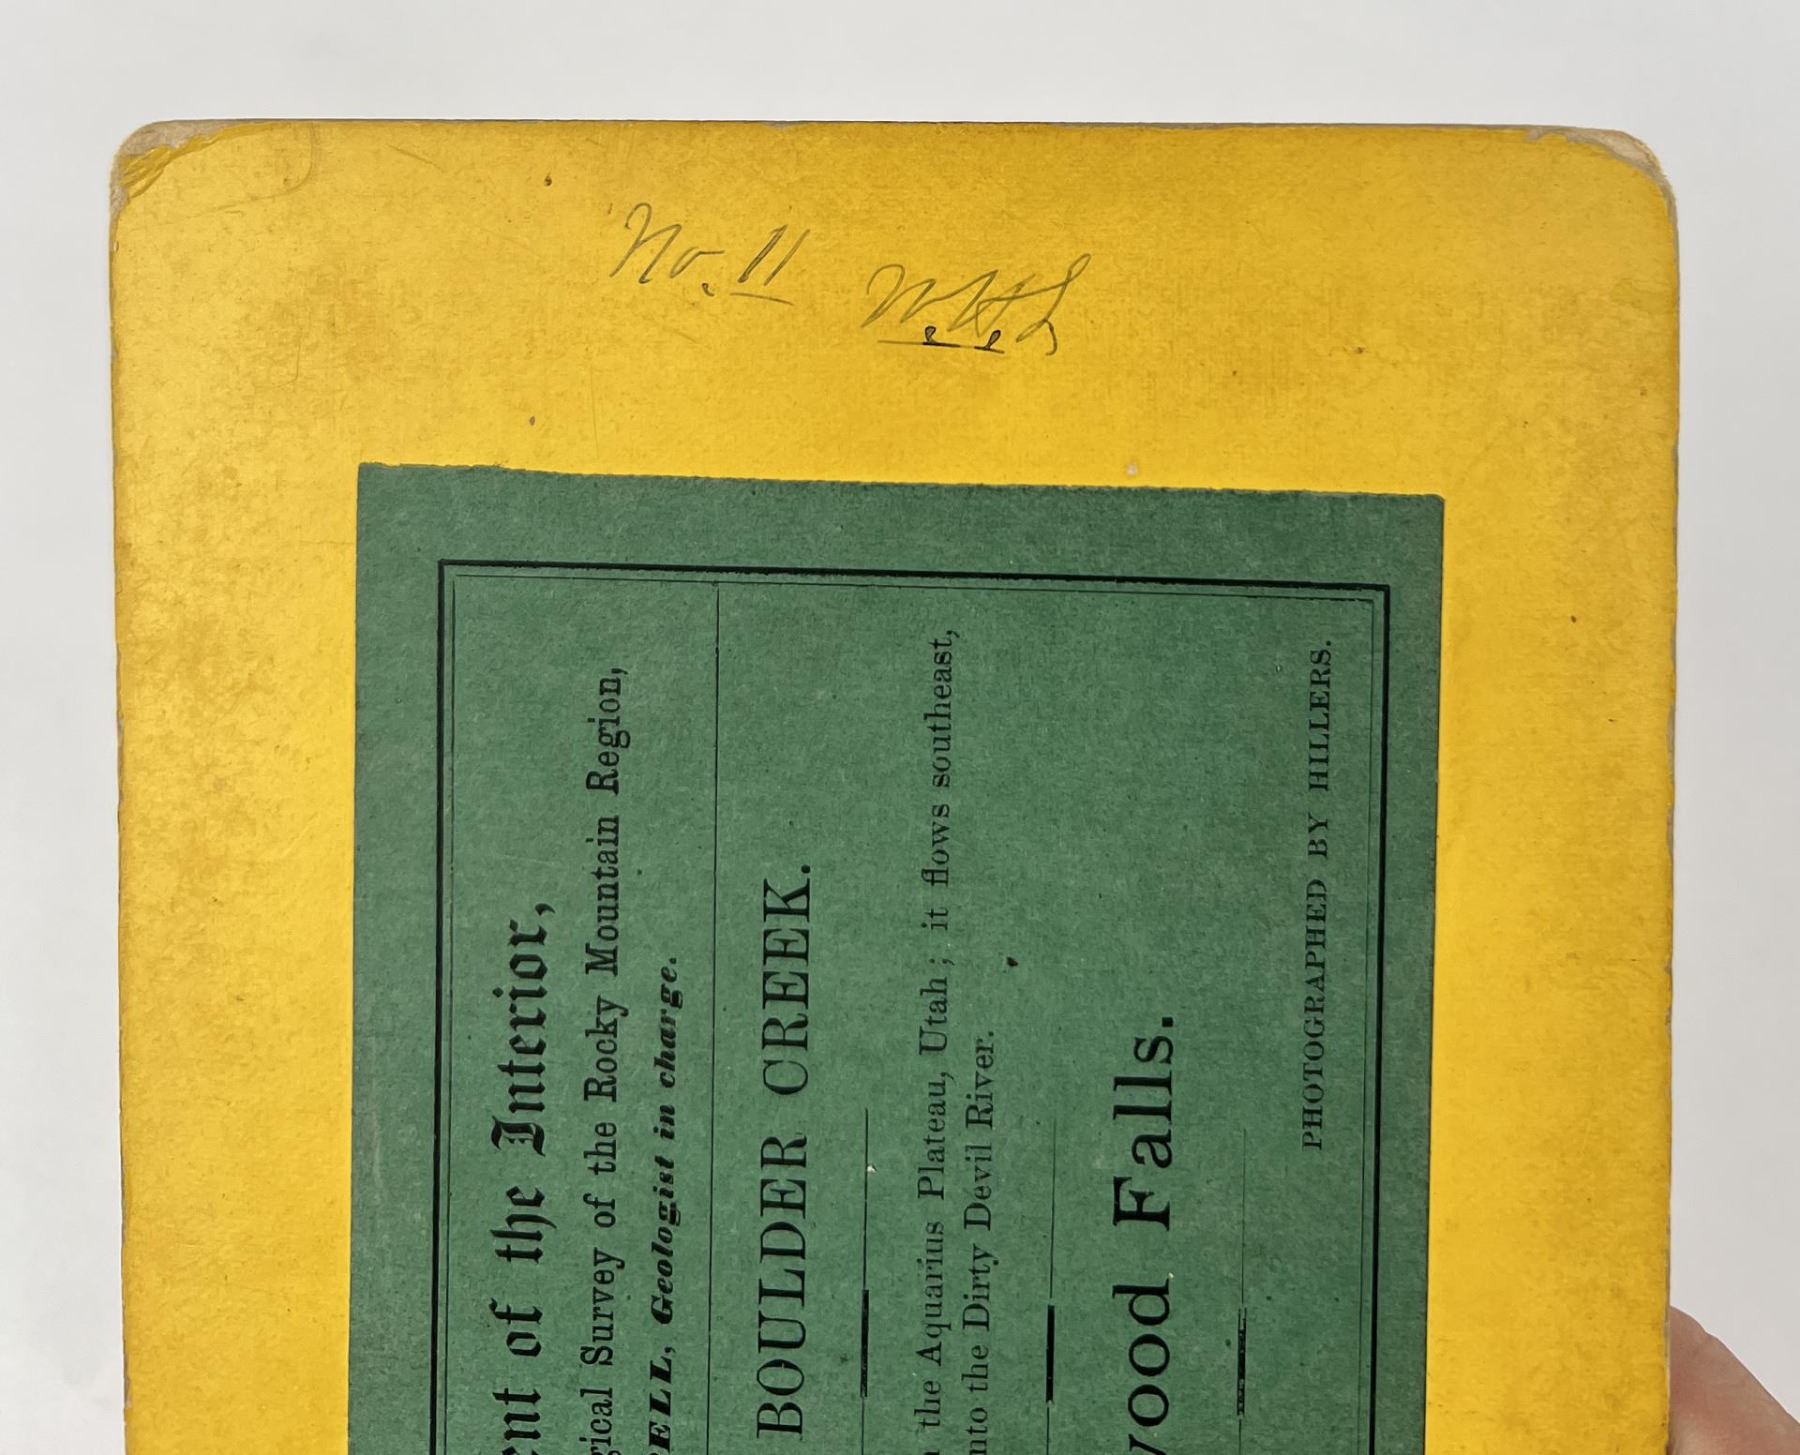 No. 11
W.H.L
ent of the Interior,
gical Survey of the Rocky Mountain Region,
ELL, Geologist in charge.
BOULDER CREEK.
the Aquarius Plateau, Utah ; it flows southeast,
nto the Dirty Devil River.
wood Falls.
PHOTOGRAPHED BY HILLERS.